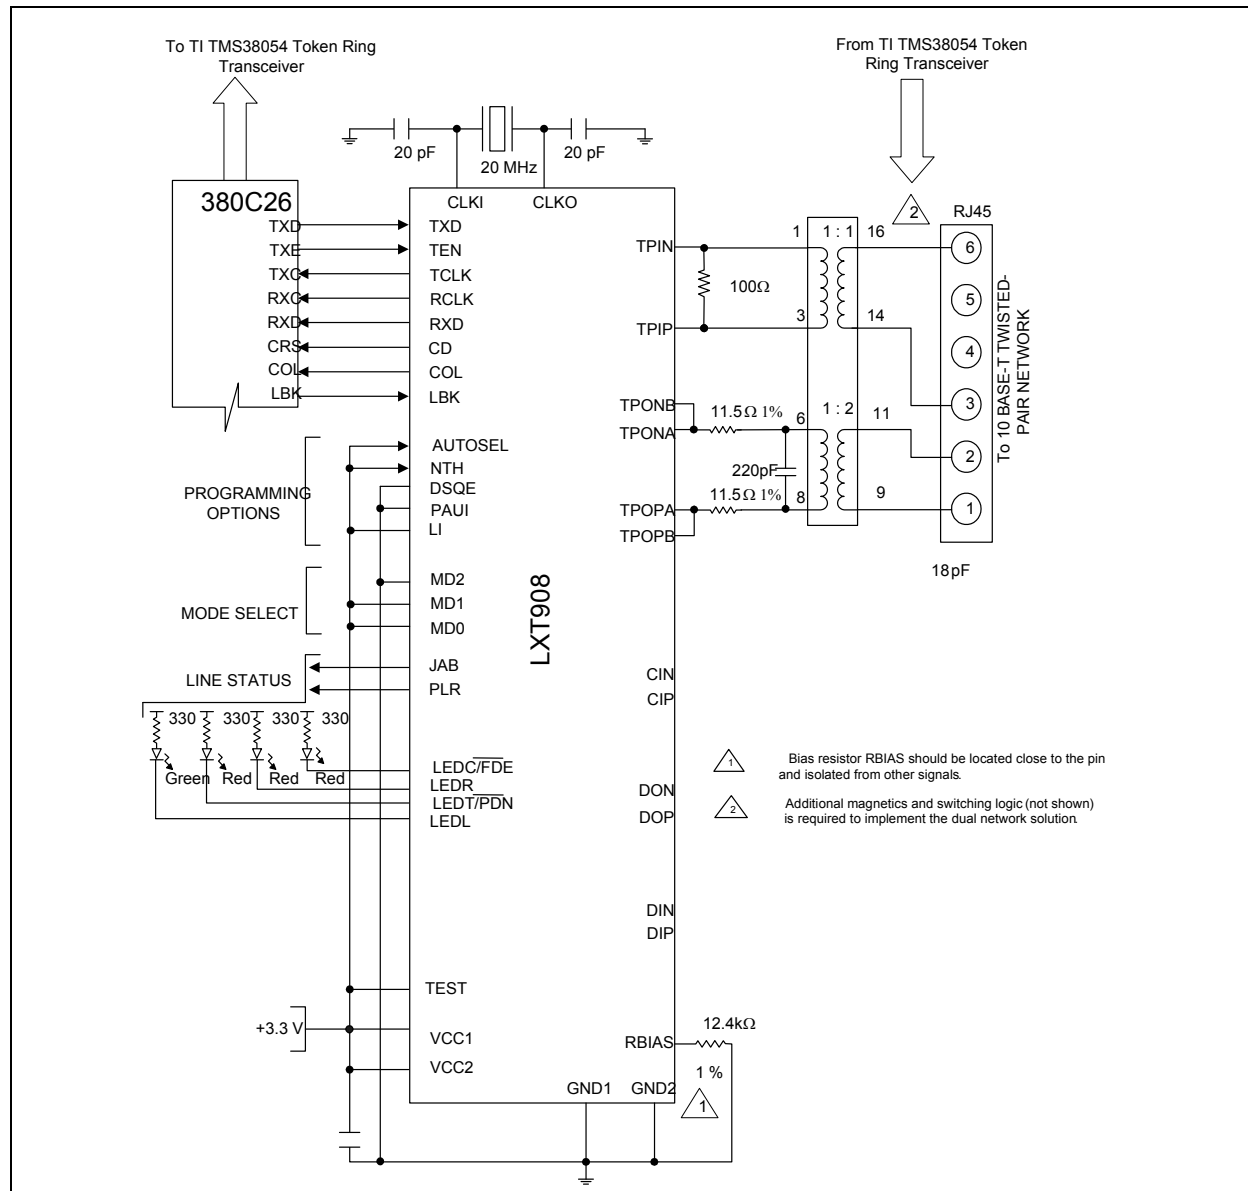 To TI TMS38054 Token Ring
Transceiver
From TI TMS38054 Token
Ring Transceiver
20 pF
20 MHz
20 pF
380C26
TXD
TXE
TXC
RXC
RXD
CRS
COL
LBK
CLKI
CLKO
TXD
TEN
TCLK
RCLK
RXD
CD
COL
LBK
AUTOSEL
NTH
DSQE
PAUI
LI
MD2
MD1
MD0
JAB
PLR
LEDC/FDE
LEDR
LEDT/PDN
LEDL
TEST
VCC1
VCC2
PROGRAMMING
OPTIONS
MODE SELECT
LINE STATUS
330
330
330
330
Green
Red
Red
Red
+3.3 V
LXT908
TPIN
TPIP
TPONB
TPONA
TPOPA
TPOPB
CIN
CIP
DON
DOP
DIN
DIP
RBIAS
GND1
GND2
100Ω
11.5Ω 1%
220pF
11.5Ω 1%
1
1 : 1
16
3
14
6
1 : 2
11
8
9
2
RJ45
6
5
4
3
2
1
To 10 BASE-T TWISTED-
PAIR NETWORK
18pF
1
Bias resistor RBIAS should be located close to the pin
and isolated from other signals.
2
Additional magnetics and switching logic (not shown)
is required to implement the dual network solution.
12.4kΩ
1 %
1